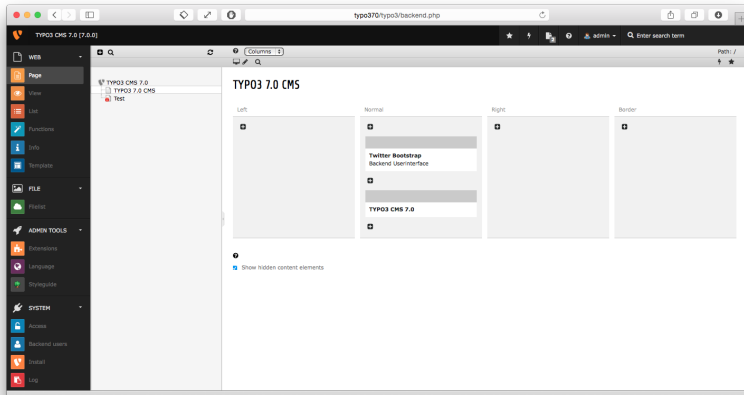 typo370/typo3/backend.php
TYPO3 CMS 7.0 [7.0.0]
admin
Enter search term
WEB
Page
View
List
Functions
Info
Template
FILE
Filelist
ADMIN TOOLS
Extensions
Language
Styleguide
SYSTEM
Access
Backend users
Install
Log
TYPO3 CMS 7.0
TYPO3 7.0 CMS
Test
Columns
Path: /
TYPO3 7.0 CMS
Left
Normal
Right
Border
Twitter Bootstrap
Backend Userinterface
TYPO3 CMS 7.0
Show hidden content elements